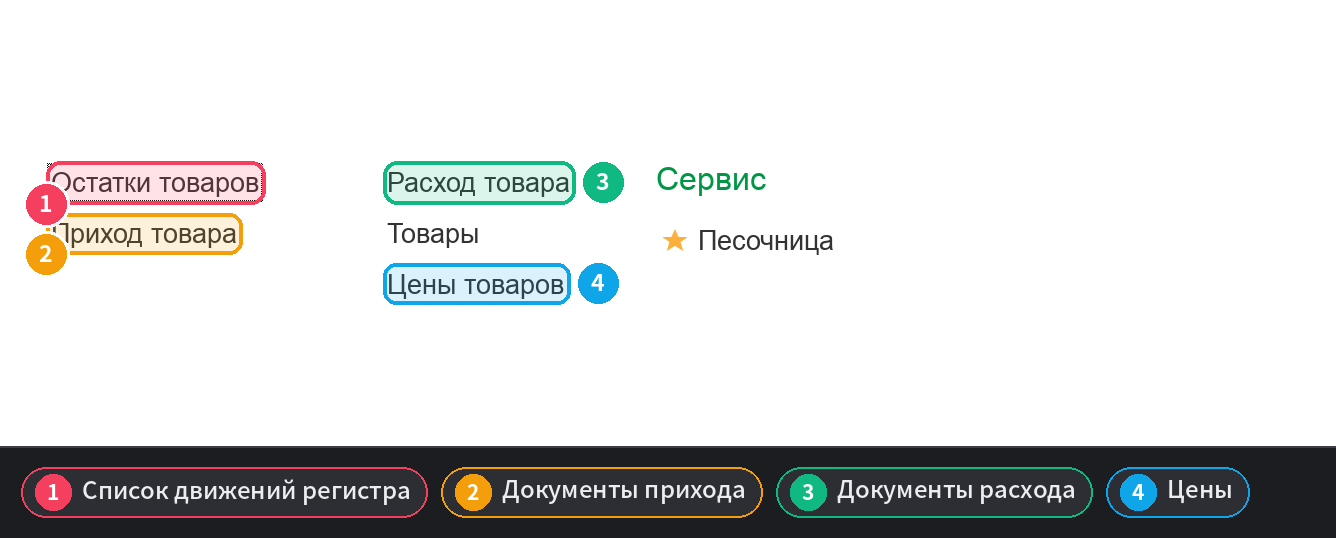 Остатки товаров
1
Приход товара
2
Расход товара
3
Товары
Цены товаров
4
Сервис
Песочница
1 Список движений регистра
2 Документы прихода
3 Документы расхода
4 Цены